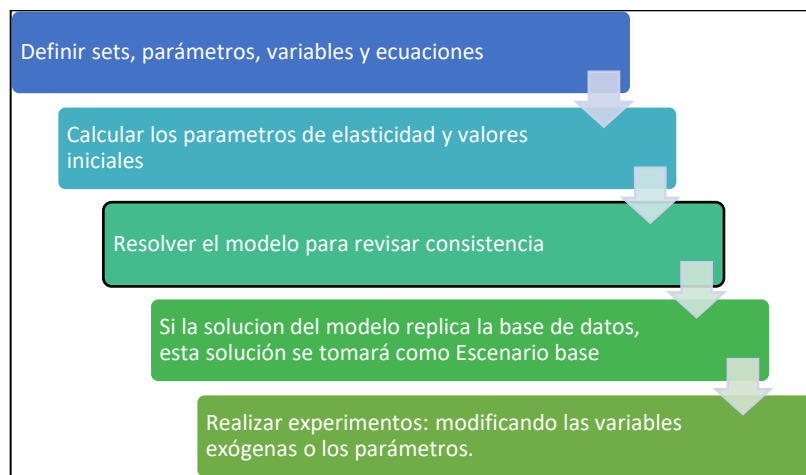 Definir sets, parámetros, variables y ecuaciones
Calcular los parametros de elasticidad y valores
iniciales
Resolver el modelo para revisar consistencia
Si la solucion del modelo replica la base de datos,
esta solución se tomará como Escenario base
Realizar experimentos: modificando las variables
exógenas o los parámetros.